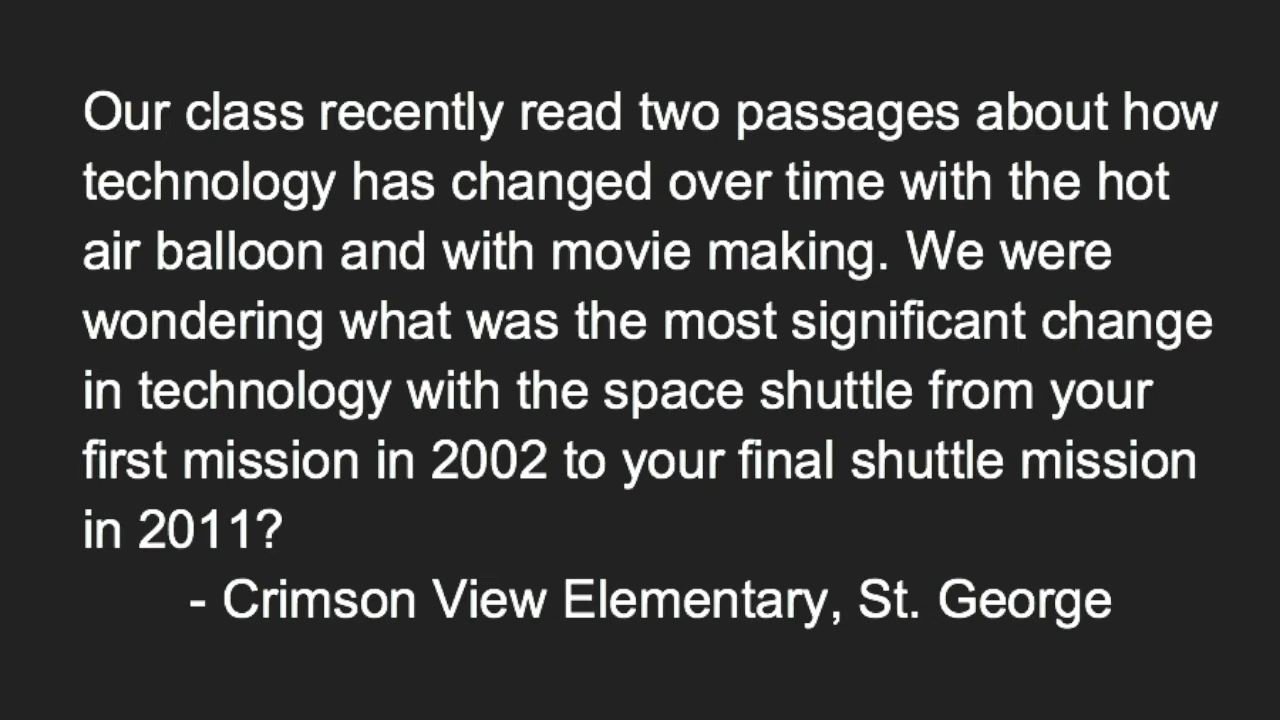 Our class recently read two passages about how
technology has changed over time with the hot
air balloon and with movie making. We were
wondering what was the most significant change
in technology with the space shuttle from your
first mission in 2002 to your final shuttle mission
in 2011?
- Crimson View Elementary, St. George